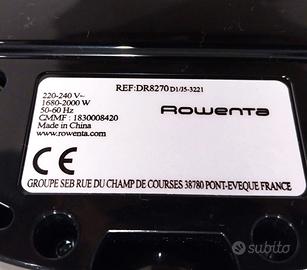 REF:DR8270 D1/J5-3221
220-240 V~
1680-2000 W
50-60 Hz
CMMF : 1830008420
Made in China
www.rowenta.com
Rowenta
CE
GROUPE SEB RUE DU CHAMP DE COURSES 38780 PONT-EVEQUE FRANCE
subito